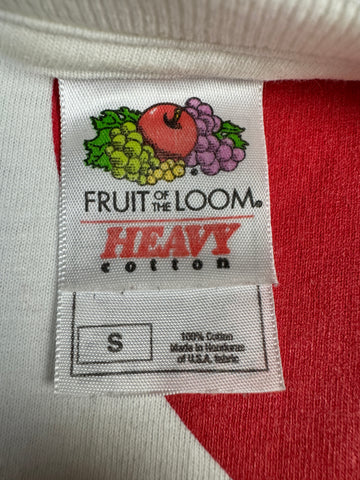 FRUIT OF THE LOOM®
HEAVY
cotton
S
100% Cotton
Made in Honduras
of U.S.A. fabric